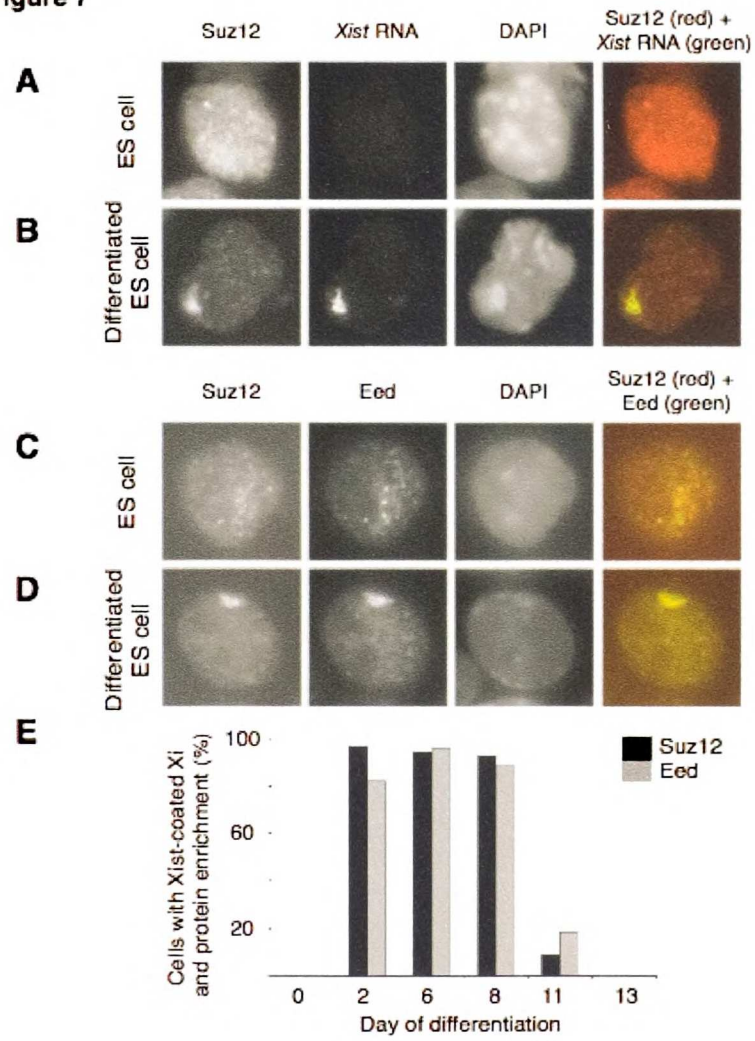 Figure 7
Suz12 Xist RNA DAPI Suz12 (red) +
Xist RNA (green)
A
ES cell
B
Differentiated
ES cell
Suz12 Eed DAPI Suz12 (red) +
Eed (green)
C
ES cell
D
Differentiated
ES cell
E
Cells with Xist-coated Xi
and protein enrichment (%)
100
60
20
Suz12
Eed
0 2 6 8 11 13
Day of differentiation